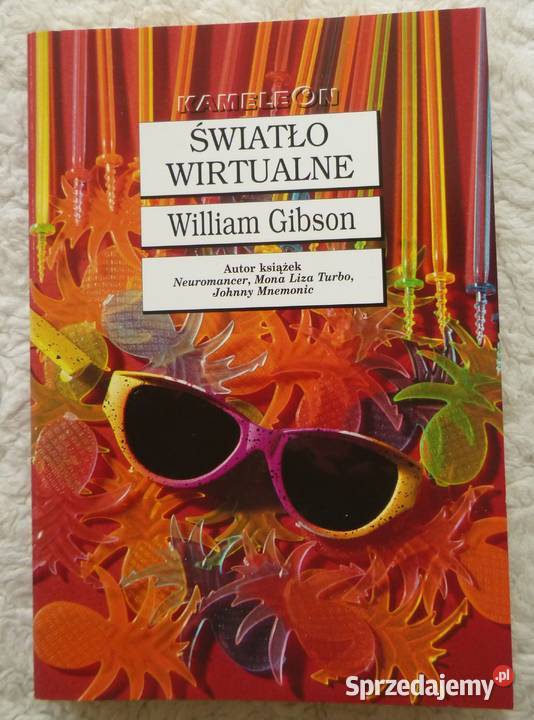 KAMELEON
ŚWIATŁO
WIRTUALNE
William Gibson
Autor książek
Neuromancer, Mona Liza Turbo,
Johnny Mnemonic
Sprzedajemy.pl